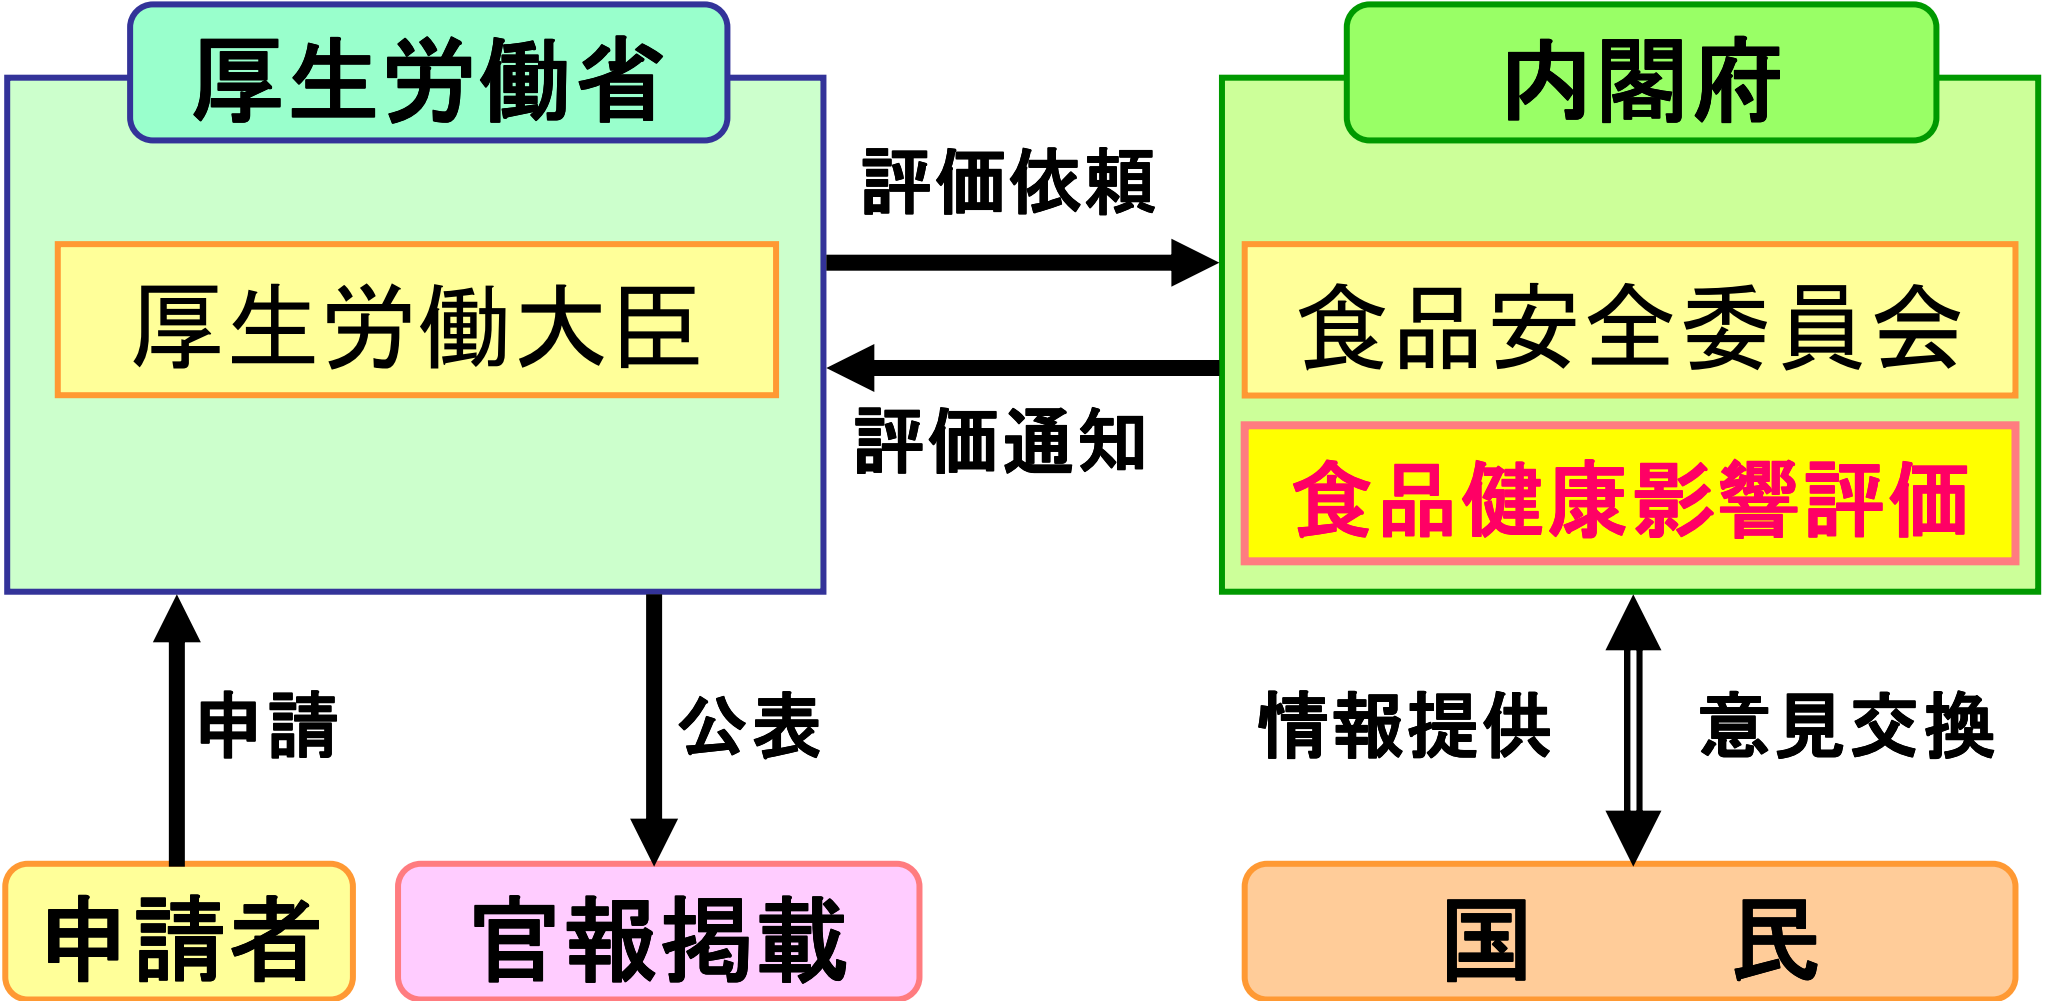 厚生労働省
内閣府
評価依頼
厚生労働大臣
食品安全委員会
評価通知
食品健康影響評価
申請
公表
情報提供
意見交換
申請者
官報掲載
国　民